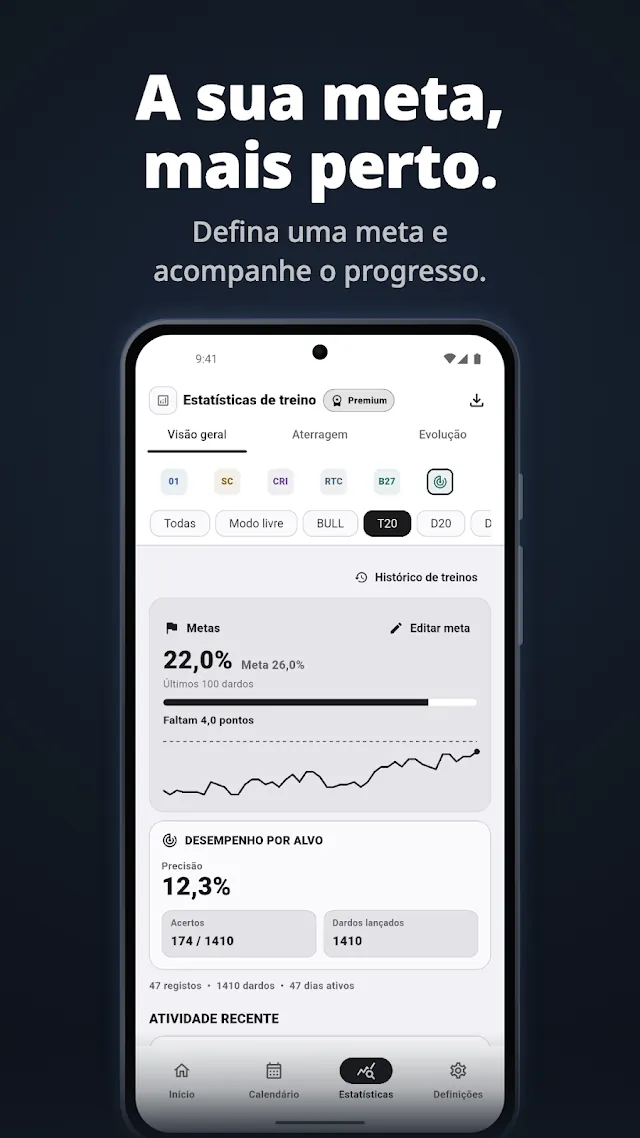 A sua meta,
mais perto.
Defina uma meta e
acompanhe o progresso.
9:41
Estatísticas de treino
Premium
Visão geral
Aterragem
Evolução
01
SC
CRI
RTC
B27
Todas
Modo livre
BULL
T20
D20
D
Histórico de treinos
Metas
Editar meta
22,0% Meta 26,0%
Últimos 100 dardos
Faltam 4,0 pontos
DESEMPENHO POR ALVO
Precisão
12,3%
Acertos
174 / 1410
Dardos lançados
1410
47 registos • 1410 dardos • 47 dias ativos
ATIVIDADE RECENTE
Início
Calendário
Estatísticas
Definições